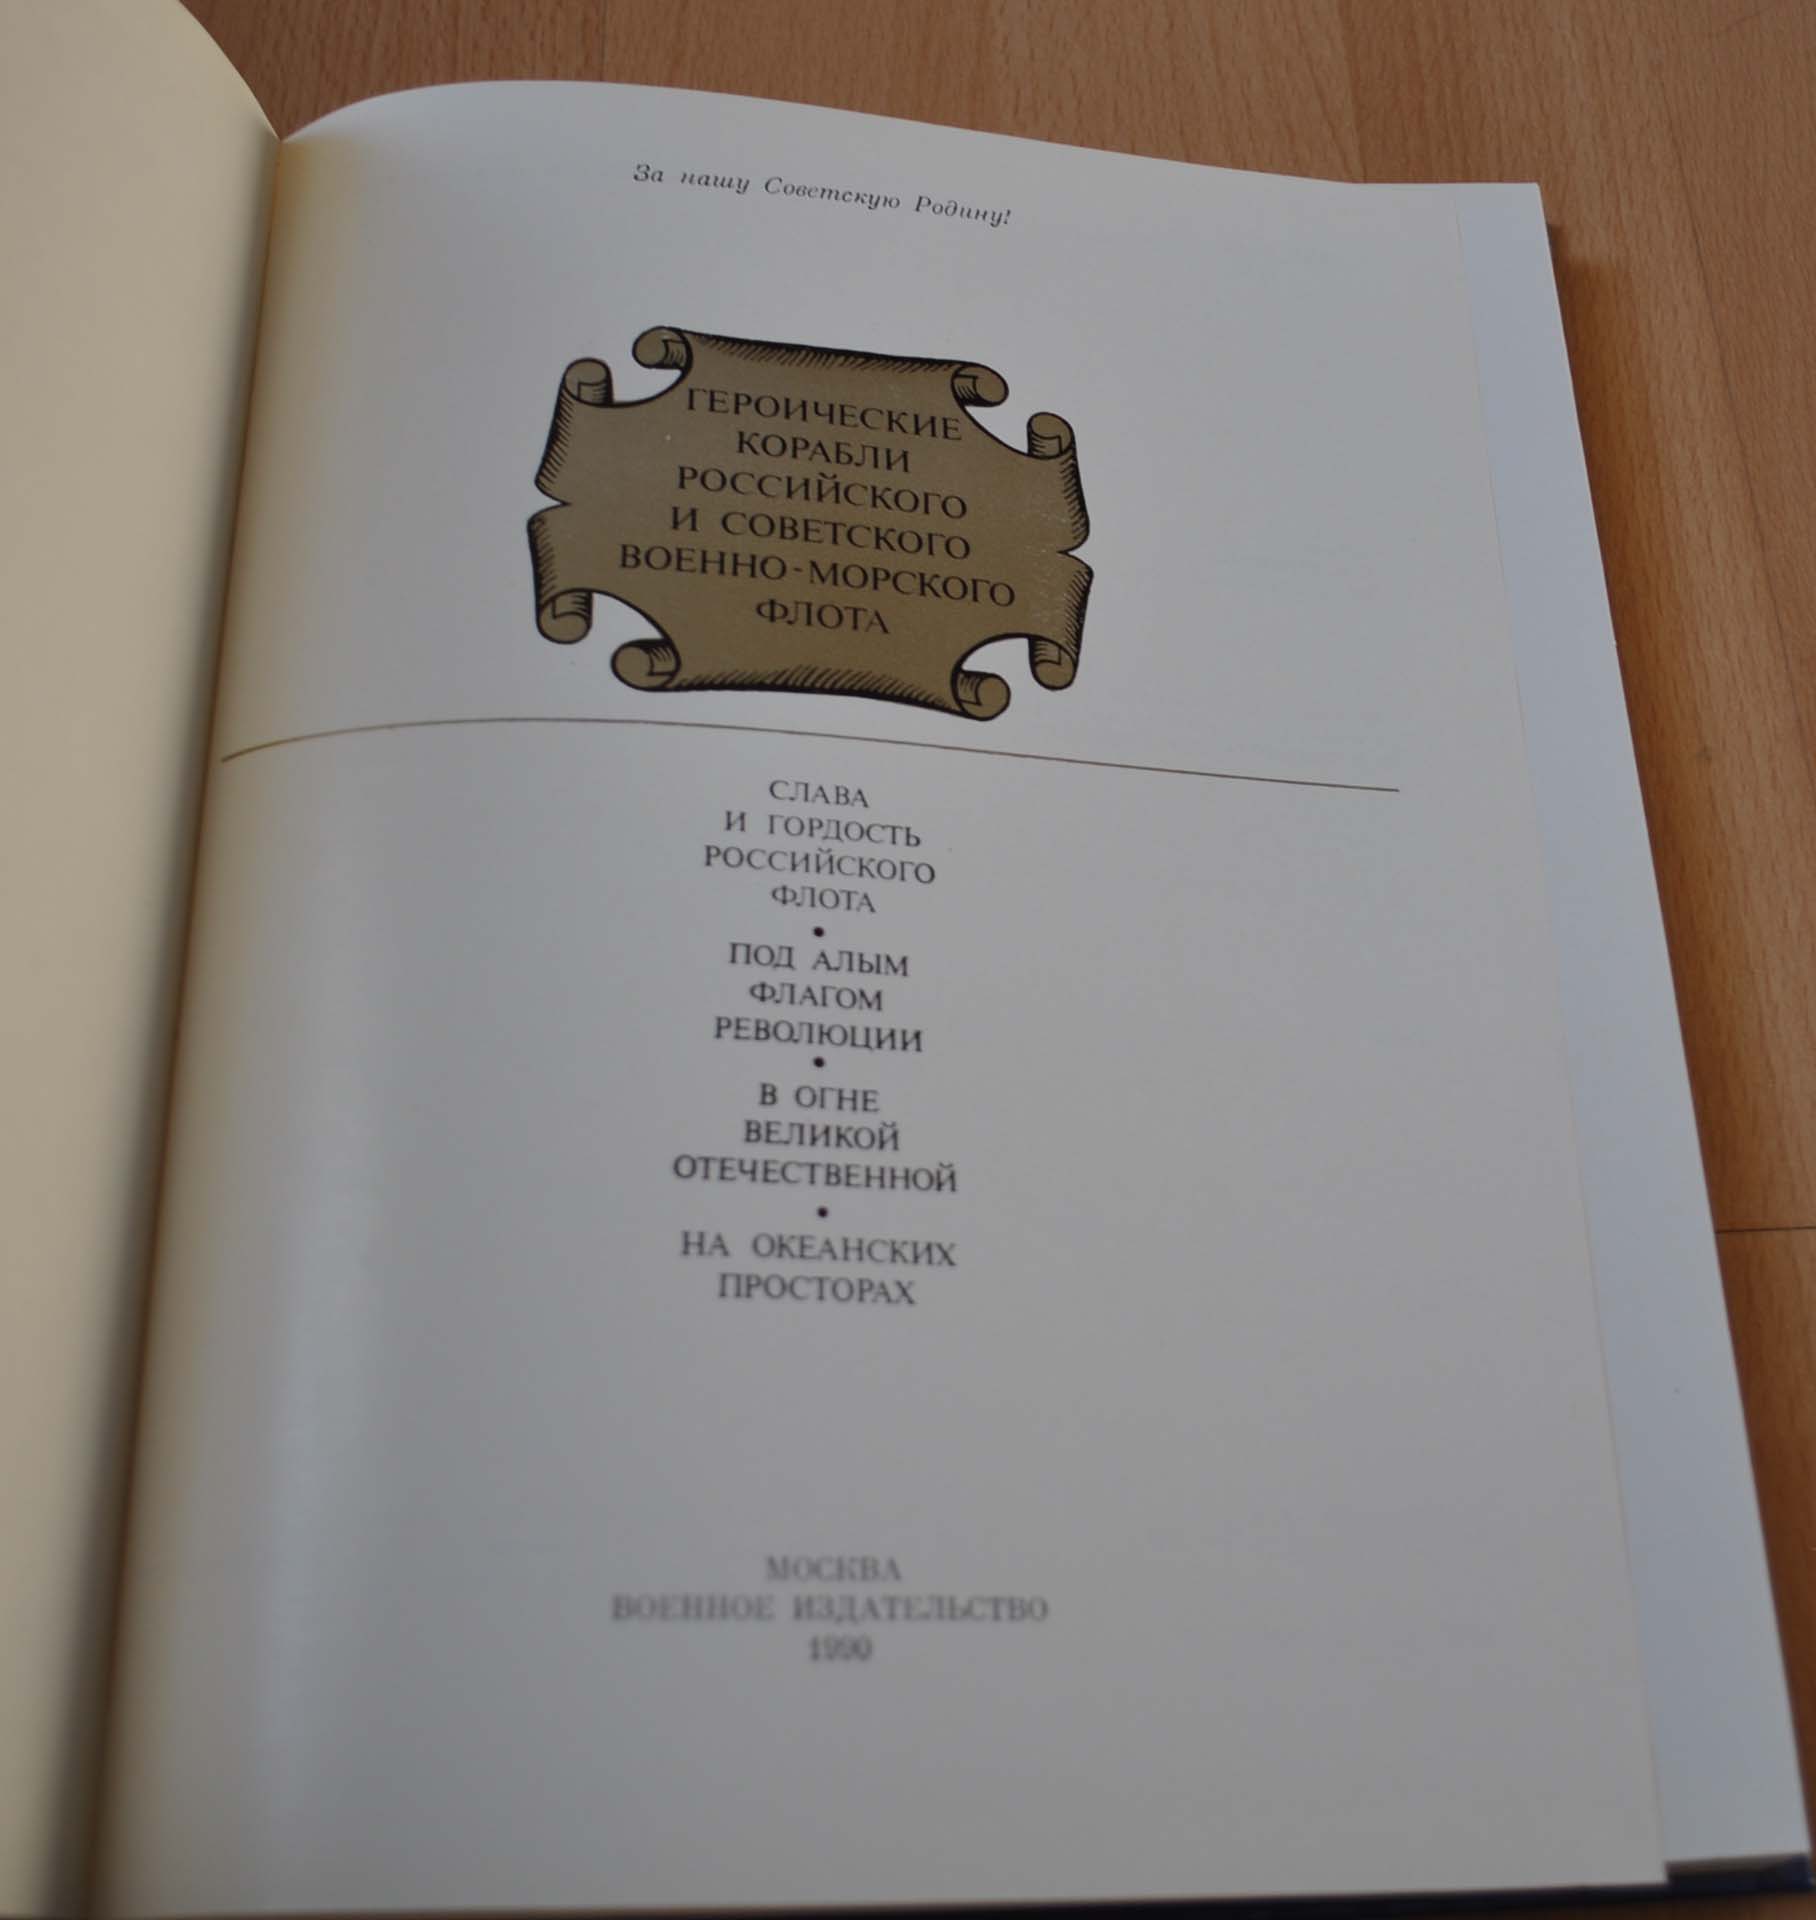 За нашу Советскую Родину!
ГЕРОИЧЕСКИЕ
КОРАБЛИ
РОССИЙСКОГО
И СОВЕТСКОГО
ВОЕННО-МОРСКОГО
ФЛОТА
СЛАВА
И ГОРДОСТЬ
РОССИЙСКОГО
ФЛОТА
•
ПОД АЛЫМ
ФЛАГОМ
РЕВОЛЮЦИИ
•
В ОГНЕ
ВЕЛИКОЙ
ОТЕЧЕСТВЕННОЙ
•
НА ОКЕАНСКИХ
ПРОСТОРАХ
МОСКВА
ВОЕННОЕ ИЗДАТЕЛЬСТВО
1990